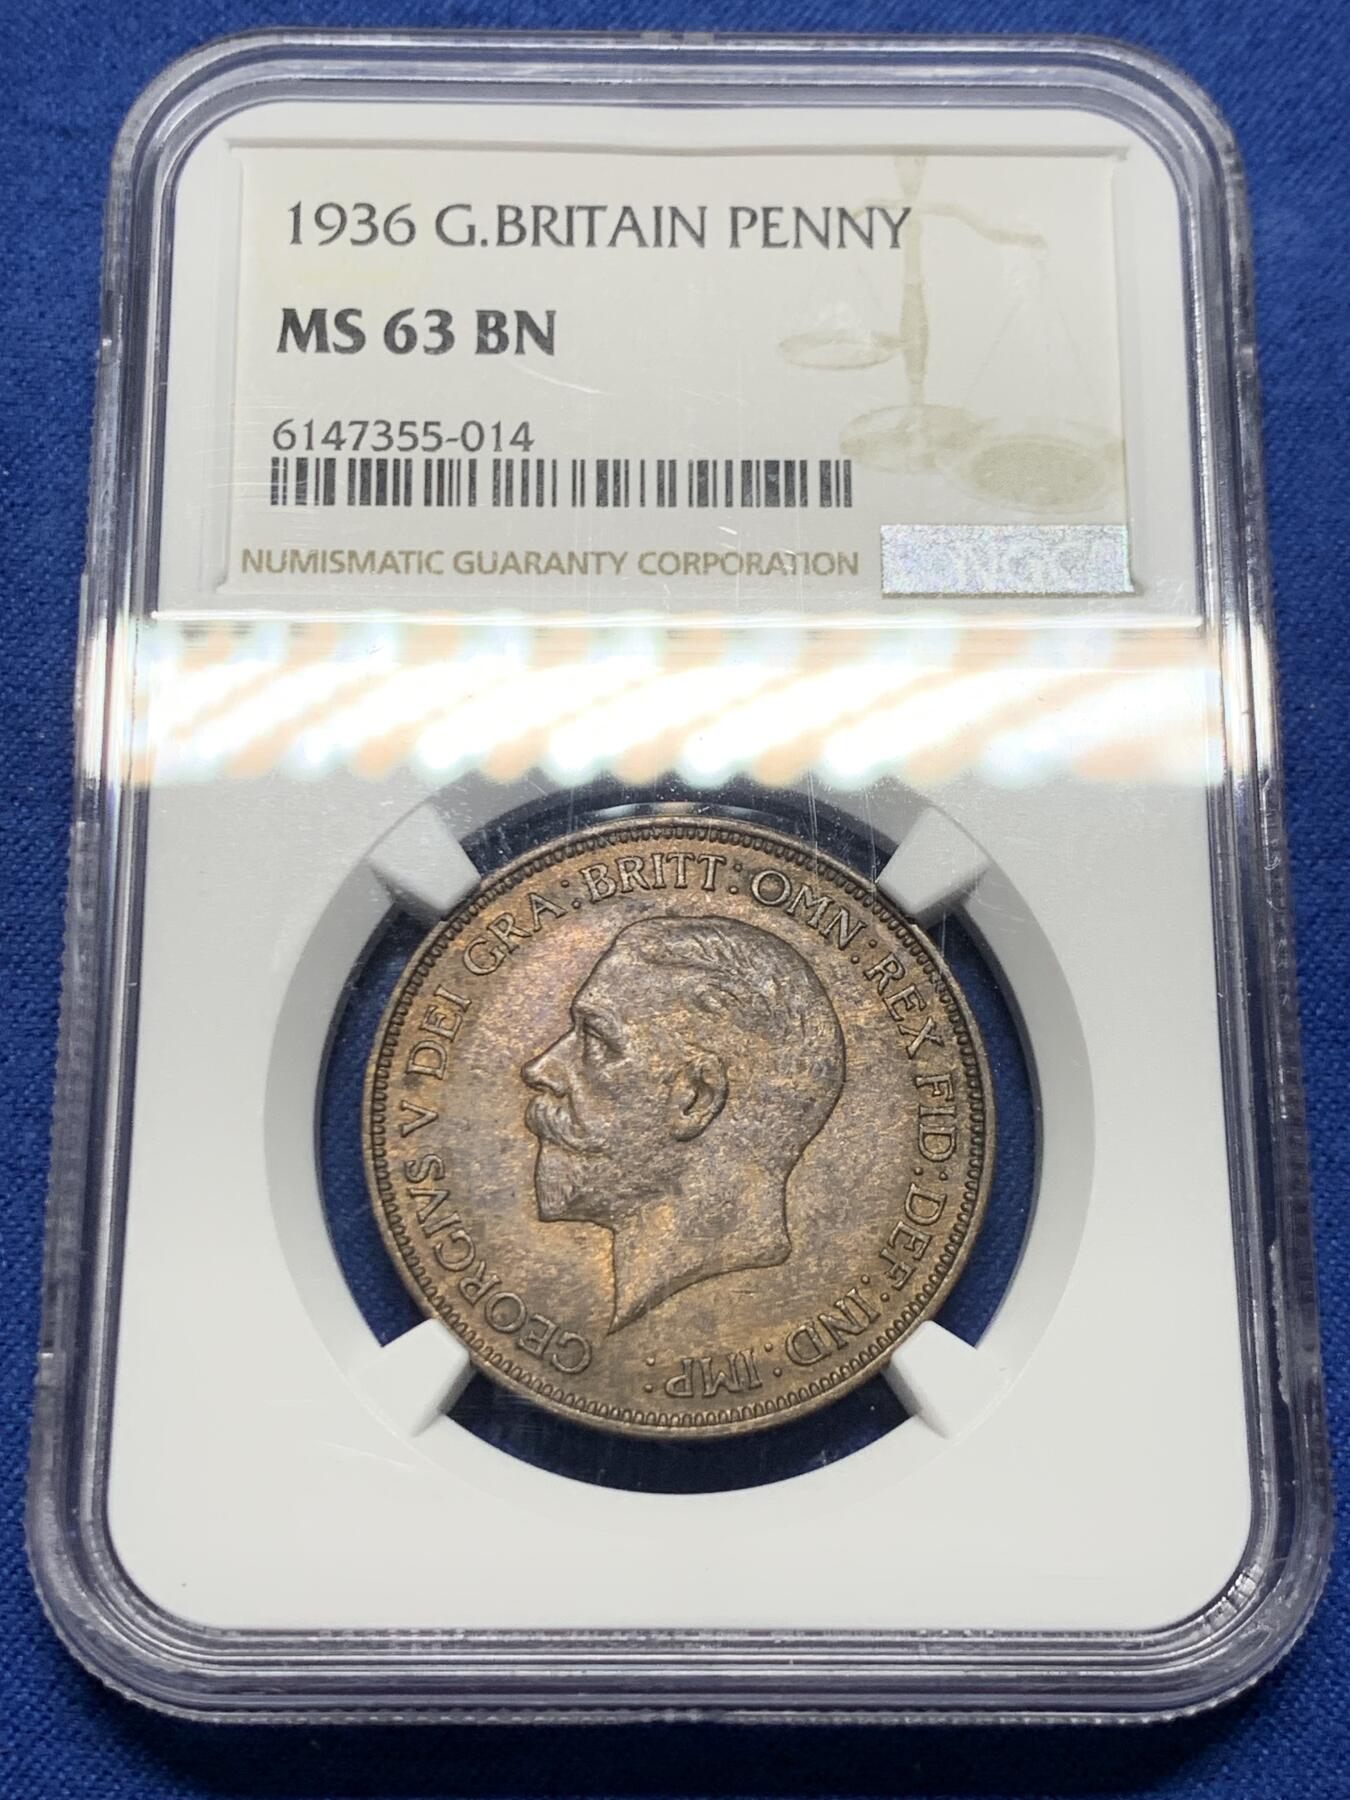 1936 G.BRITAIN PENNY
MS 63 BN
6147355-014
NUMISMATIC GUARANTY CORPORATION
NGC
GEORGIVS V DEI GRA: BRITT: OMN: REX FID: DEF: IND: IMP: